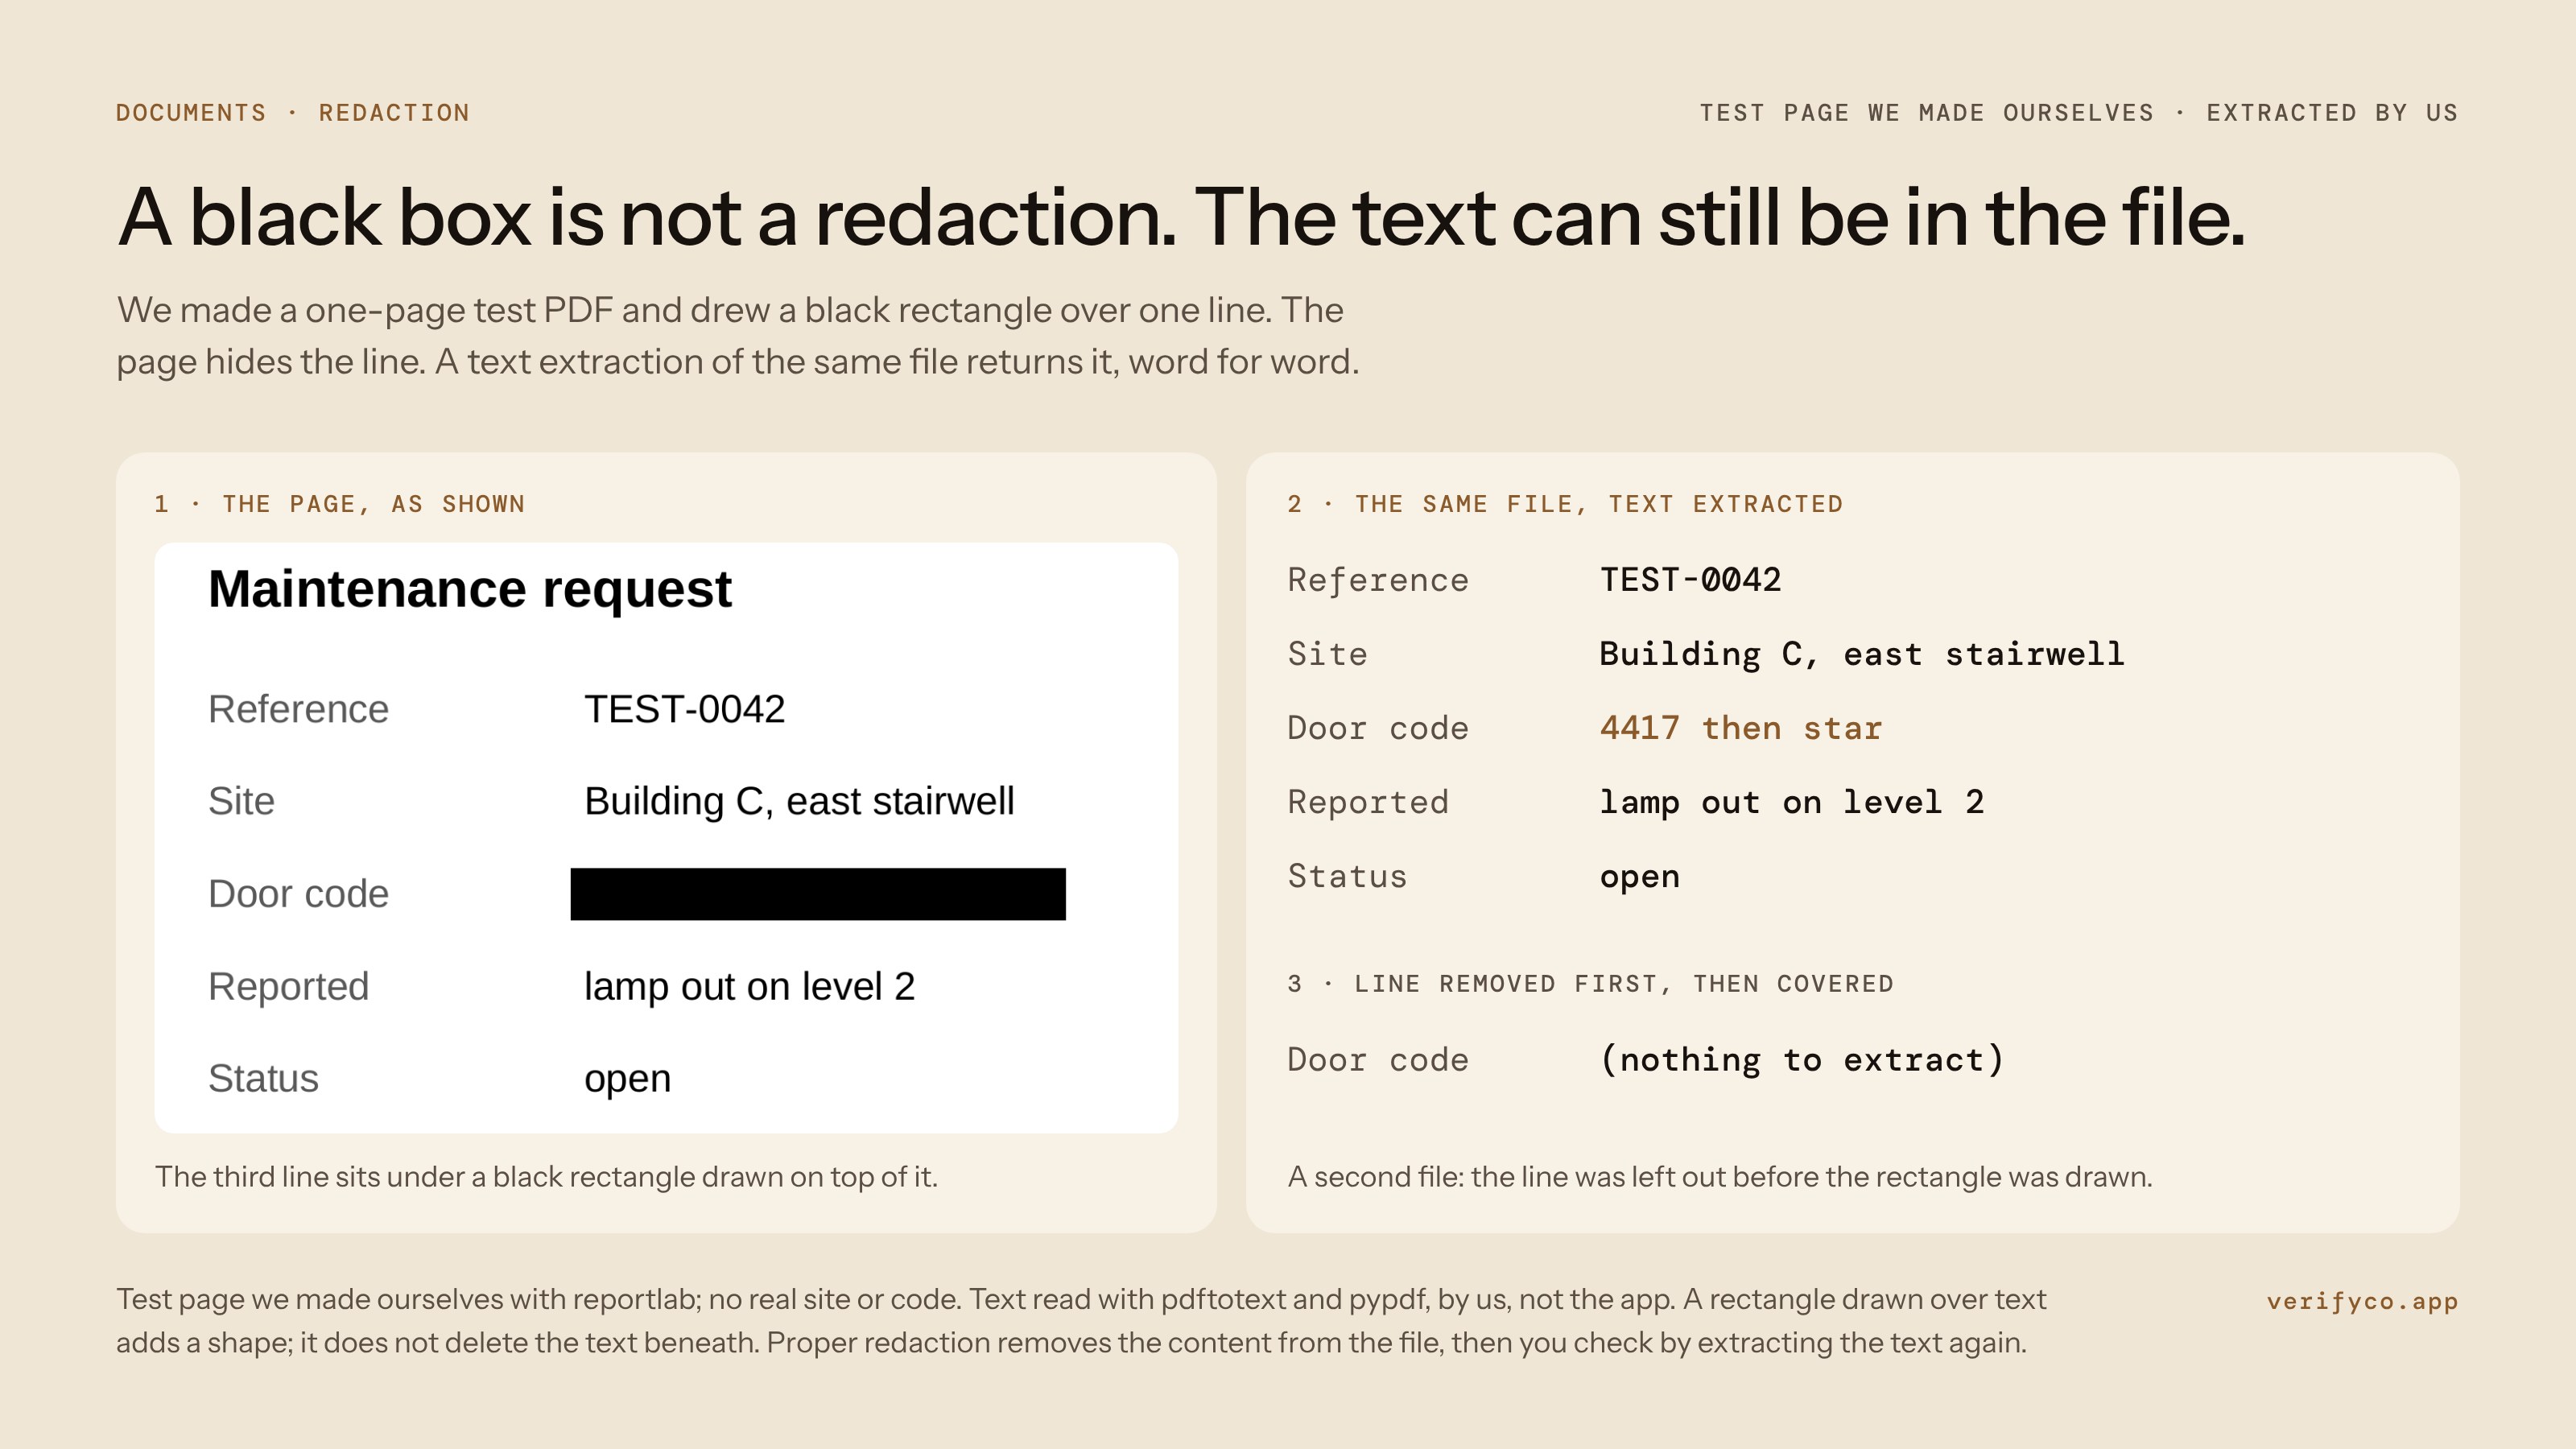 DOCUMENTS · REDACTION
TEST PAGE WE MADE OURSELVES · EXTRACTED BY US
A black box is not a redaction. The text can still be in the file.
We made a one-page test PDF and drew a black rectangle over one line. The
page hides the line. A text extraction of the same file returns it, word for word.
1 · THE PAGE, AS SHOWN
Maintenance request
Reference TEST-0042
Site Building C, east stairwell
Door code
Reported lamp out on level 2
Status open
The third line sits under a black rectangle drawn on top of it.
2 · THE SAME FILE, TEXT EXTRACTED
Reference TEST-0042
Site Building C, east stairwell
Door code 4417 then star
Reported lamp out on level 2
Status open
3 · LINE REMOVED FIRST, THEN COVERED
Door code (nothing to extract)
A second file: the line was left out before the rectangle was drawn.
Test page we made ourselves with reportlab; no real site or code. Text read with pdftotext and pypdf, by us, not the app. A rectangle drawn over text
adds a shape; it does not delete the text beneath. Proper redaction removes the content from the file, then you check by extracting the text again.
verifyco.app